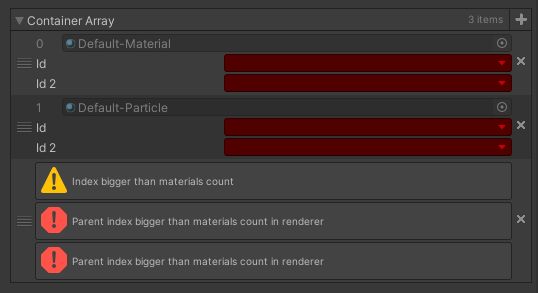 Container Array 3 items
0 Default-Material
Id
Id 2
1 Default-Particle
Id
Id 2
Index bigger than materials count
Parent index bigger than materials count in renderer
Parent index bigger than materials count in renderer